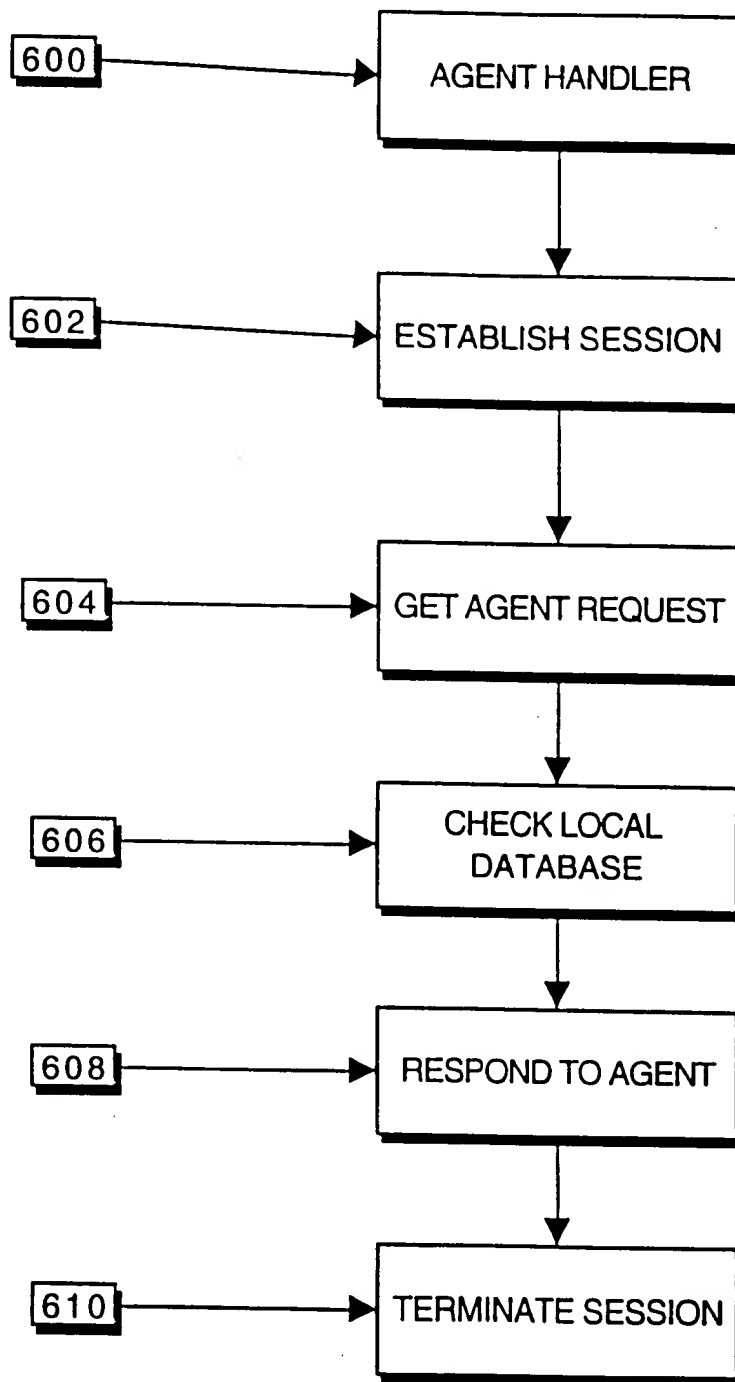 600
AGENT HANDLER
602
ESTABLISH SESSION
604
GET AGENT REQUEST
606
CHECK LOCAL
DATABASE
608
RESPOND TO AGENT
610
TERMINATE SESSION